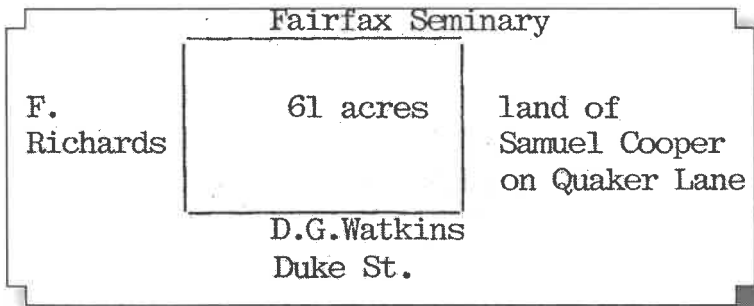 Fairfax Seminary
F.
Richards
61 acres
land of
Samuel Cooper
on Quaker Lane
D.G.Watkins
Duke St.